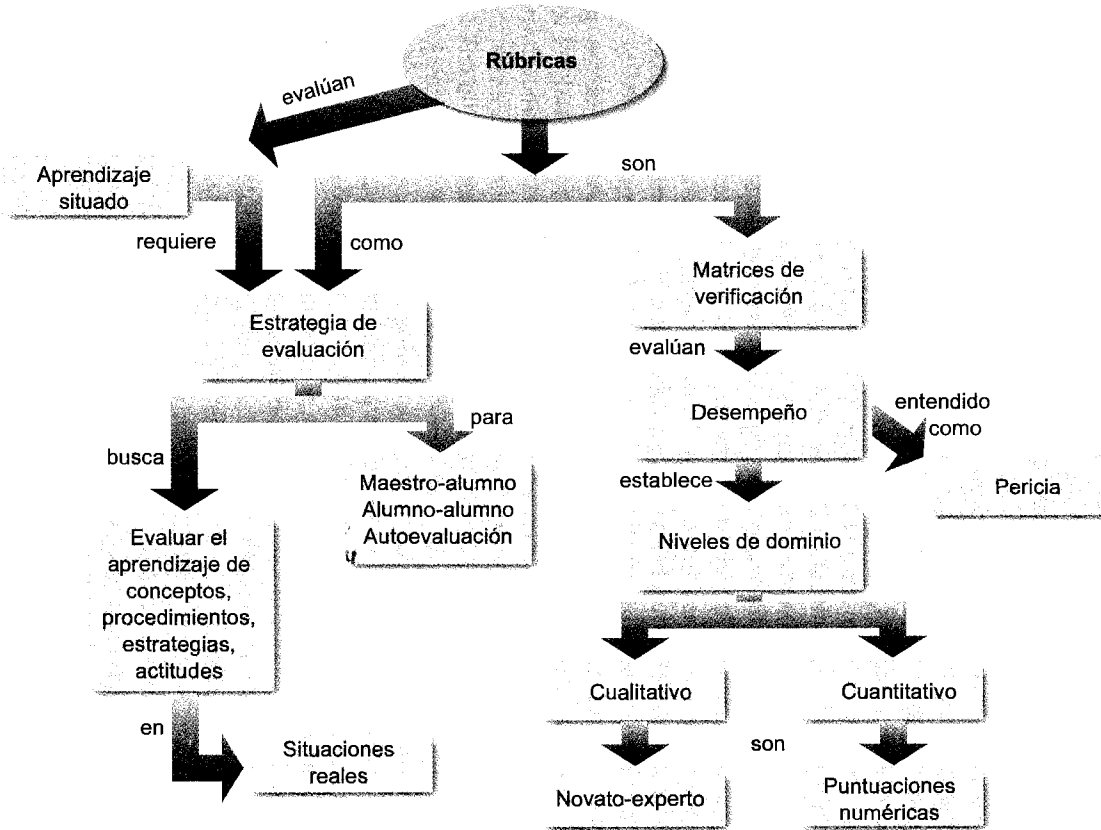 Rúbricas
evalúan
son
Aprendizaje
situado
requiere
como
Matrices de
verificación
Estrategia de
evaluación
evalúan
Desempeño
entendido
como
Pericia
para
busca
Maestro-alumno
Alumno-alumno
Autoevaluación
establece
Niveles de dominio
Evaluar el
aprendizaje de
conceptos,
procedimientos,
estrategias,
actitudes
en
Situaciones
reales
Cualitativo
Cuantitativo
son
Novato-experto
Puntuaciones
numéricas